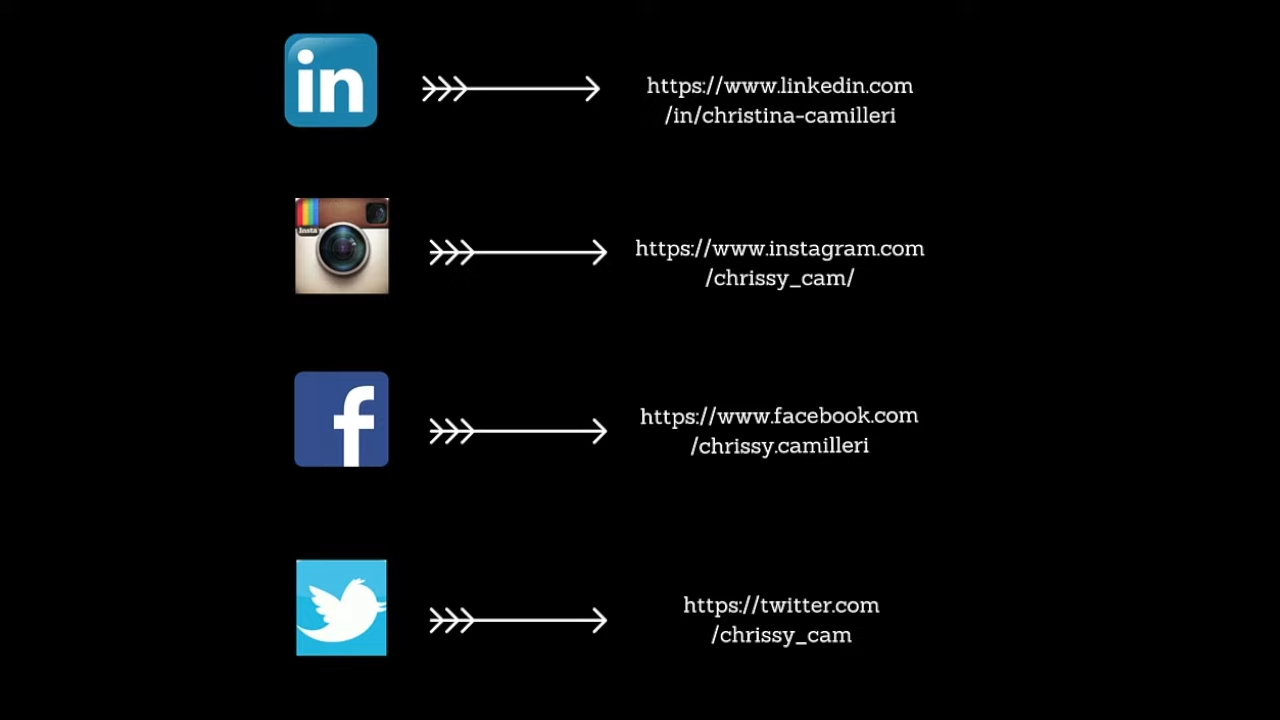 in
https://www.linkedin.com
/in/christina-camilleri
Insta
https://www.instagram.com
/chrissy_cam/
f
https://www.facebook.com
/chrissy.camilleri
https://twitter.com
/chrissy_cam